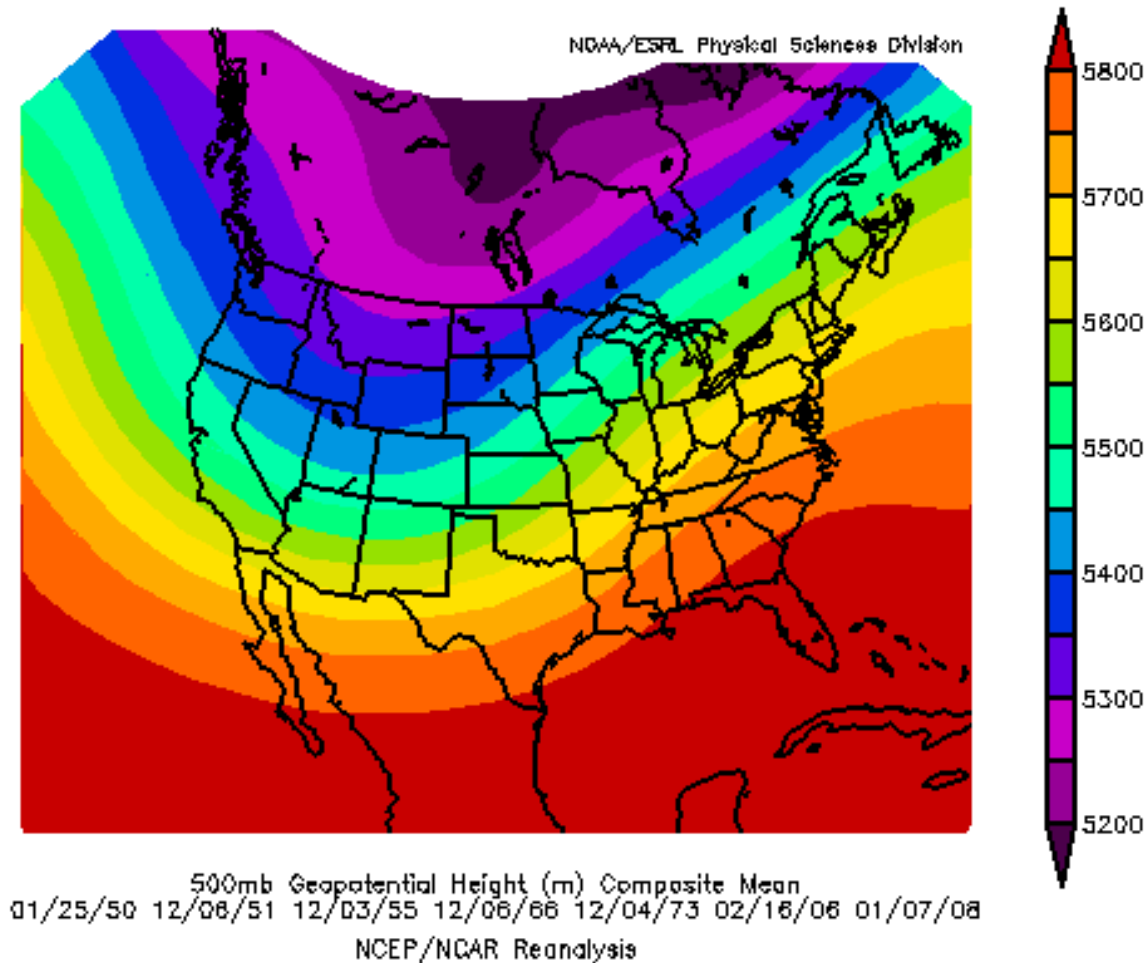 NOAA/ESRL Physical Sciences Division
5800
5700
5600
5500
5400
5300
5200
500mb Geopotential Height (m) Composite Mean
01/25/50 12/06/51 12/03/55 12/06/66 12/04/73 02/16/06 01/07/08
NCEP/NCAR Reanalysis